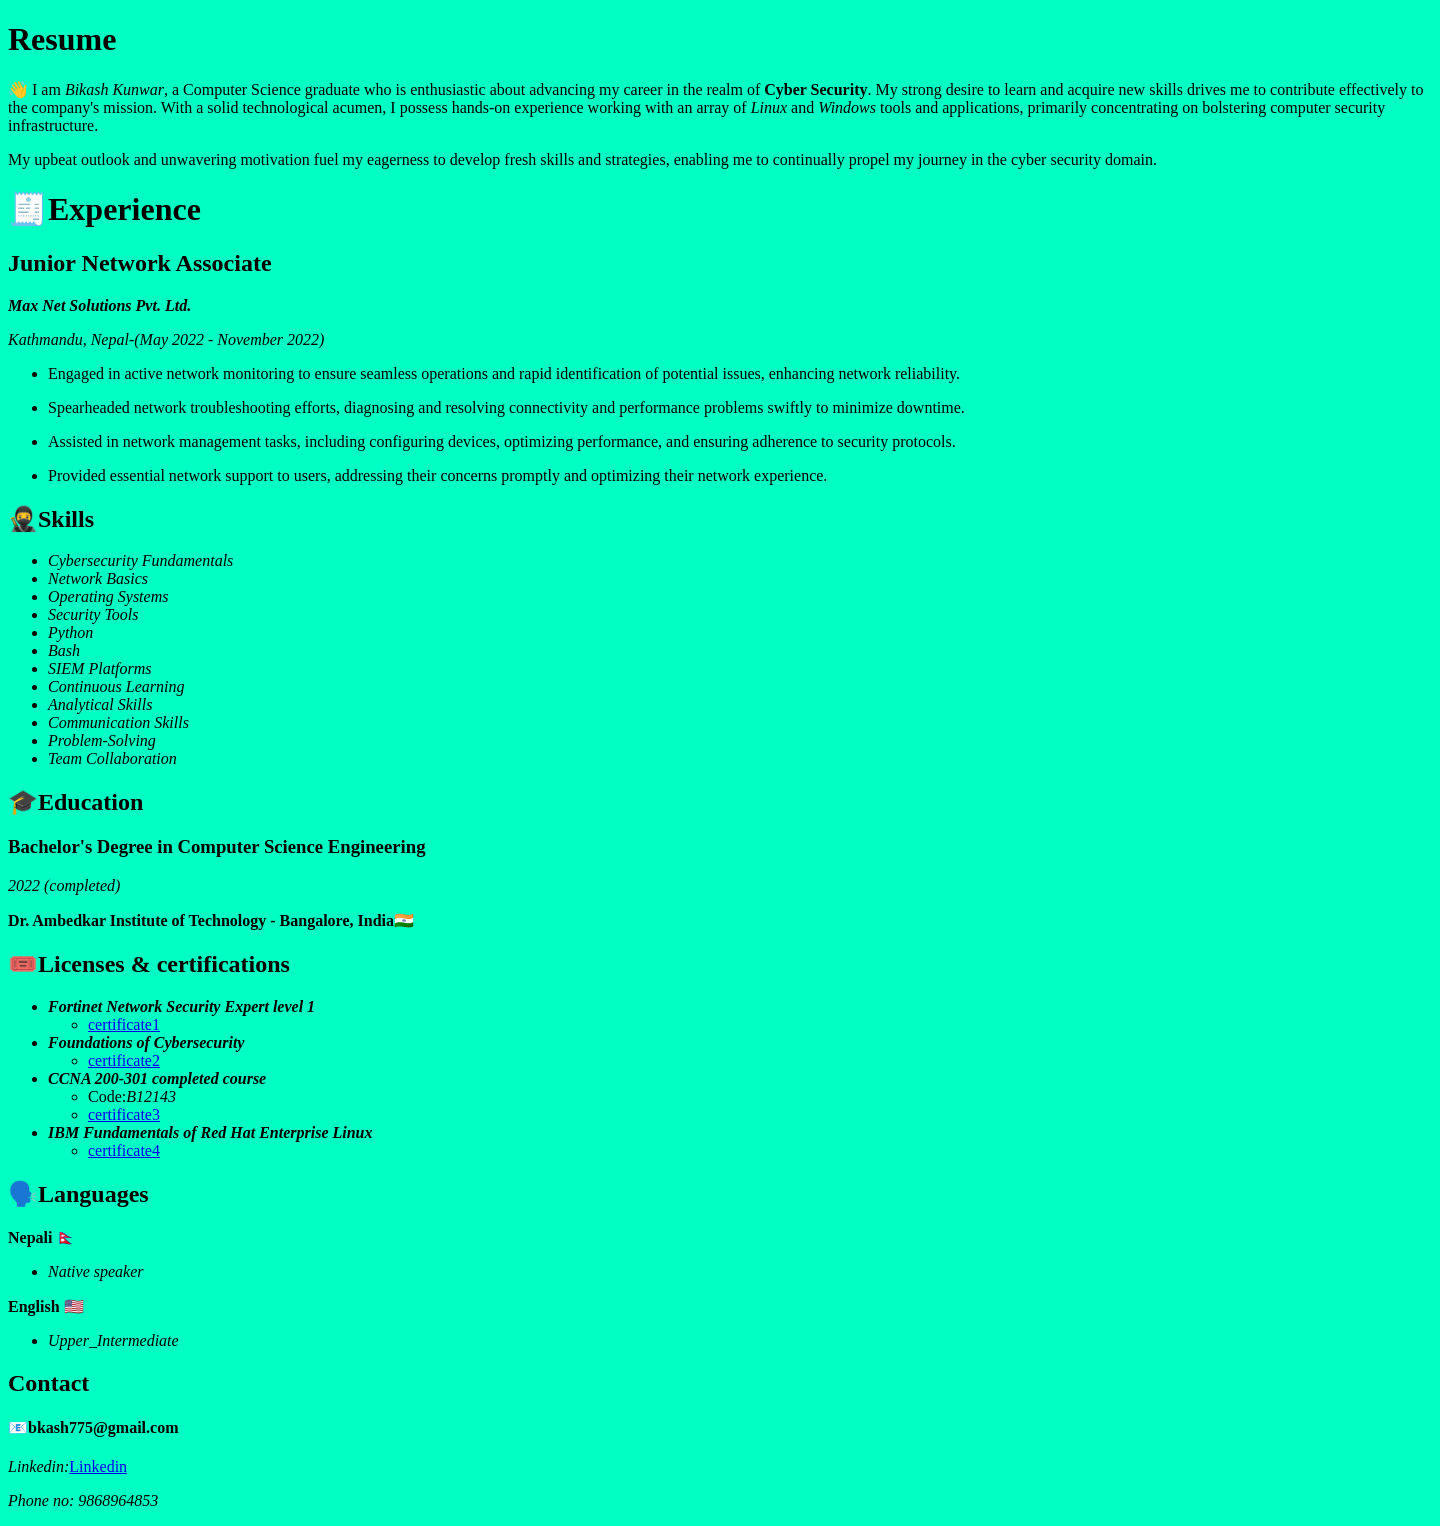 Resume
👋 I am Bikash Kunwar, a Computer Science graduate who is enthusiastic about advancing my career in the realm of Cyber Security. My strong desire to learn and acquire new skills drives me to contribute effectively to
the company's mission. With a solid technological acumen, I possess hands-on experience working with an array of Linux and Windows tools and applications, primarily concentrating on bolstering computer security
infrastructure.
My upbeat outlook and unwavering motivation fuel my eagerness to develop fresh skills and strategies, enabling me to continually propel my journey in the cyber security domain.
🧾Experience
Junior Network Associate
Max Net Solutions Pvt. Ltd.
Kathmandu, Nepal-(May 2022 - November 2022)
• Engaged in active network monitoring to ensure seamless operations and rapid identification of potential issues, enhancing network reliability.
• Spearheaded network troubleshooting efforts, diagnosing and resolving connectivity and performance problems swiftly to minimize downtime.
• Assisted in network management tasks, including configuring devices, optimizing performance, and ensuring adherence to security protocols.
• Provided essential network support to users, addressing their concerns promptly and optimizing their network experience.
🥷Skills
• Cybersecurity Fundamentals
• Network Basics
• Operating Systems
• Security Tools
• Python
• Bash
• SIEM Platforms
• Continuous Learning
• Analytical Skills
• Communication Skills
• Problem-Solving
• Team Collaboration
🎓Education
Bachelor's Degree in Computer Science Engineering
2022 (completed)
Dr. Ambedkar Institute of Technology - Bangalore, India🇮🇳
🎟️Licenses & certifications
• Fortinet Network Security Expert level 1
◦ certificate1
• Foundations of Cybersecurity
◦ certificate2
• CCNA 200-301 completed course
◦ Code:B12143
◦ certificate3
• IBM Fundamentals of Red Hat Enterprise Linux
◦ certificate4
🗣️Languages
Nepali 🇳🇵
• Native speaker
English 🇺🇸
• Upper_Intermediate
Contact
📧bkash775@gmail.com
Linkedin:Linkedin
Phone no: 9868964853